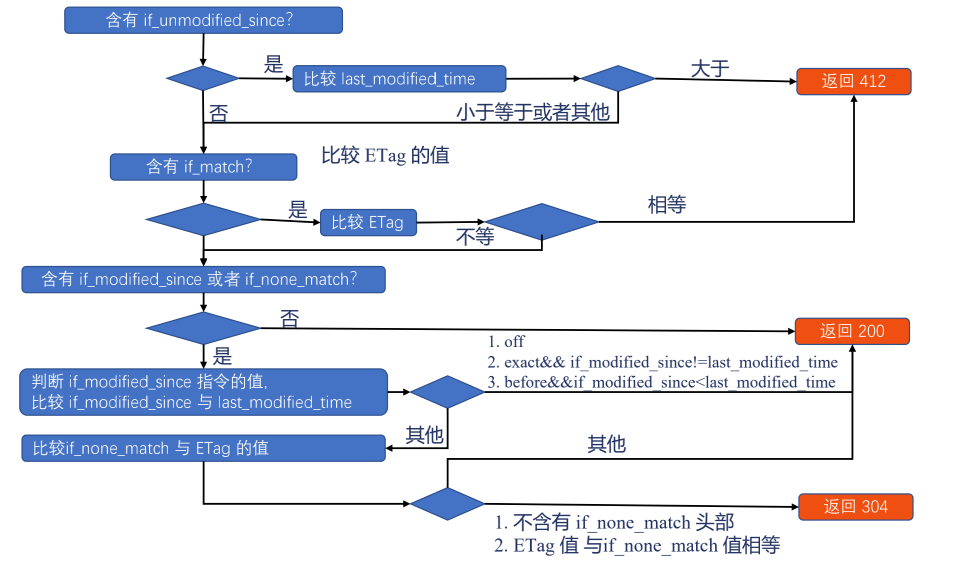 含有 if_unmodified_since?
是
比较 last_modified_time
大于
返回 412
否
小于等于或者其他
含有 if_match?
比较 ETag 的值
是
比较 ETag
相等
不等
含有 if_modified_since 或者 if_none_match?
否
返回 200
是
1. off
2. exact&& if_modified_since!=last_modified_time
3. before&&if_modified_since<last_modified_time
判断 if_modified_since 指令的值,
比较 if_modified_since 与 last_modified_time
其他
比较if_none_match 与 ETag 的值
其他
返回 304
1. 不含有 if_none_match 头部
2. ETag 值 与if_none_match 值相等